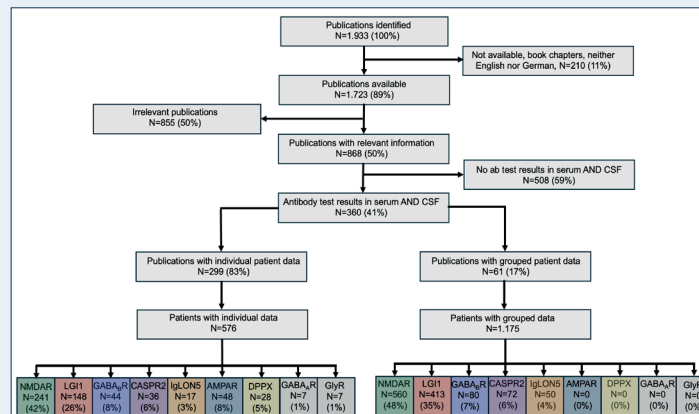 Publications identified
N=1.933 (100%)
Not available, book chapters, neither
English nor German, N=210 (11%)
Publications available
N=1.723 (89%)
Irrelevant publications
N=855 (50%)
Publications with relevant information
N=868 (50%)
No ab test results in serum AND CSF
N=508 (59%)
Antibody test results in serum AND CSF
N=360 (41%)
Publications with individual patient data
N=299 (83%)
Publications with grouped patient data
N=61 (17%)
Patients with individual data
N=576
Patients with grouped data
N=1.175
NMDAR LGI1 GABABR CASPR2 IgLON5 AMPAR DPPX GABAAR GlyR
N=241 N=148 N=44 N=36 N=17 N=48 N=28 N=7 N=7
(42%) (26%) (8%) (6%) (3%) (8%) (5%) (1%) (1%)
NMDAR LGI1 GABABR CASPR2 IgLON5 AMPAR DPPX GABAAR GlyR
N=560 N=413 N=80 N=72 N=50 N=0 N=0 N=0 N=0
(48%) (35%) (7%) (6%) (4%) (0%) (0%) (0%) (0%)